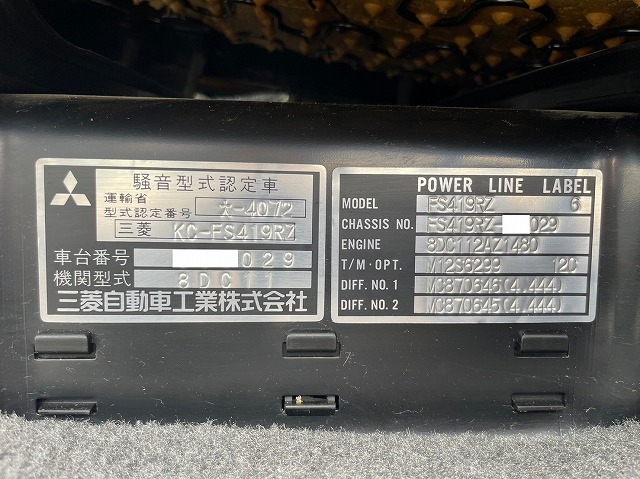 騒音型式認定車
運輸省
型式認定番号 大-4072
三菱 KC-FS419RZ
車台番号 029
機関型式 8DC11
三菱自動車工業株式会社
POWER LINE LABEL
MODEL FS419RZ 6
CHASSIS NO. FS419RZ- 029
ENGINE 8DC112AZ1480
T/M・OPT. M12S6299 12C
DIFF. NO. 1 MC870646(4.444)
DIFF. NO. 2 MC870645(4.444)